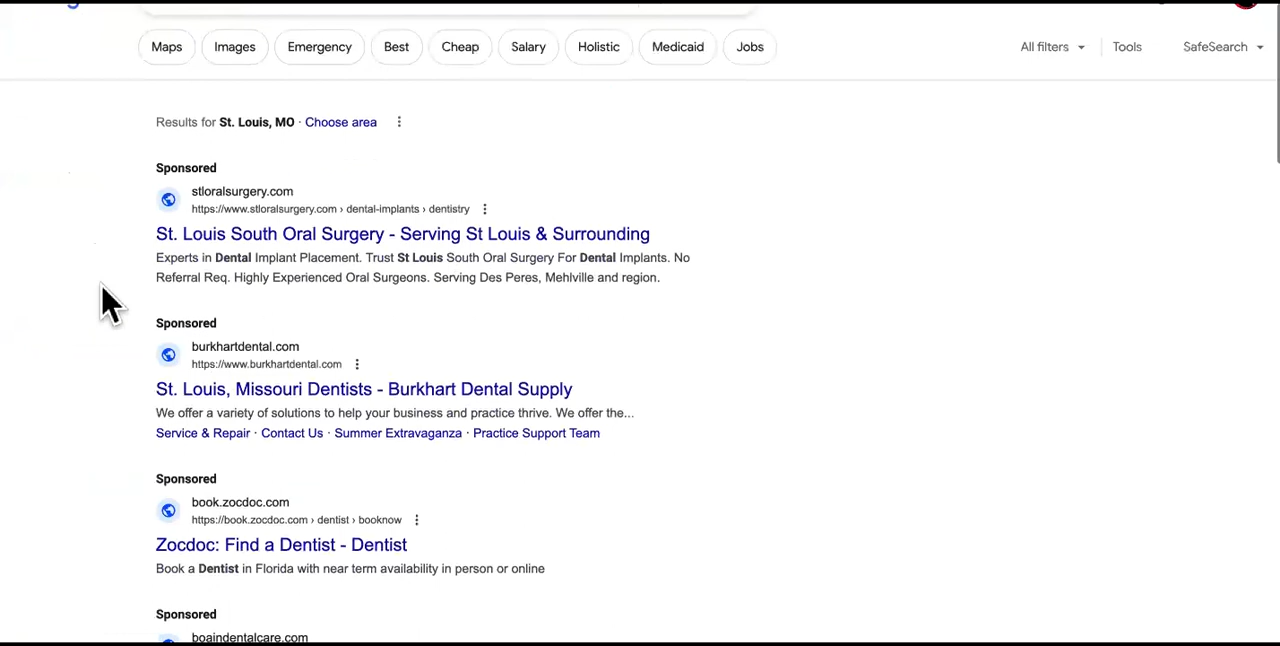 Maps Images Emergency Best Cheap Salary Holistic Medicaid Jobs All filters Tools SafeSearch
Results for St. Louis, MO · Choose area
Sponsored
stloralsurgery.com
https://www.stloralsurgery.com › dental-implants › dentistry
St. Louis South Oral Surgery - Serving St Louis & Surrounding
Experts in Dental Implant Placement. Trust St Louis South Oral Surgery For Dental Implants. No
Referral Req. Highly Experienced Oral Surgeons. Serving Des Peres, Mehlville and region.
Sponsored
burkhartdental.com
https://www.burkhartdental.com
St. Louis, Missouri Dentists - Burkhart Dental Supply
We offer a variety of solutions to help your business and practice thrive. We offer the...
Service & Repair · Contact Us · Summer Extravaganza · Practice Support Team
Sponsored
book.zocdoc.com
https://book.zocdoc.com › dentist › booknow
Zocdoc: Find a Dentist - Dentist
Book a Dentist in Florida with near term availability in person or online
Sponsored
boaindentalcare.com